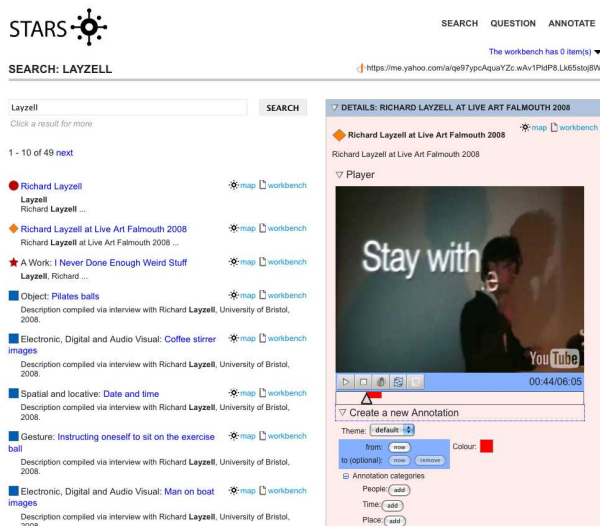 STARS
SEARCH QUESTION ANNOTATE
The workbench has 0 item(s)
https://me.yahoo.com/a/qe97ypcAquaYZc.wAv1PldP8.Lk65stoj8W
SEARCH: LAYZELL
Layzell
SEARCH
Click a result for more
1 - 10 of 49 next
Richard Layzell map workbench
Layzell
Richard Layzell ...
Richard Layzell at Live Art Falmouth 2008 map workbench
Richard Layzell at Live Art Falmouth 2008 ...
A Work: I Never Done Enough Weird Stuff map workbench
Layzell, Richard ...
Object: Pilates balls map workbench
Description compiled via interview with Richard Layzell, University of Bristol,
2008.
Electronic, Digital and Audio Visual: Coffee stirrer map workbench
images
Description compiled via interview with Richard Layzell, University of Bristol,
2008.
Spatial and locative: Date and time map workbench
Description compiled via interview with Richard Layzell, University of Bristol,
2008.
Gesture: Instructing oneself to sit on the exercise map workbench
ball
Description compiled via interview with Richard Layzell, University of Bristol,
2008.
Electronic, Digital and Audio Visual: Man on boat map workbench
images
Description compiled via interview with Richard Layzell, University of Bristol,
2008
DETAILS: RICHARD LAYZELL AT LIVE ART FALMOUTH 2008
Richard Layzell at Live Art Falmouth 2008 map workbench
Richard Layzell at Live Art Falmouth 2008
Player
Stay with
YouTube
00:44/06:05
Create a new Annotation
Theme: default
from: now Colour:
to (optional): now remove
Annotation categories
People: add
Time: add
Place: add